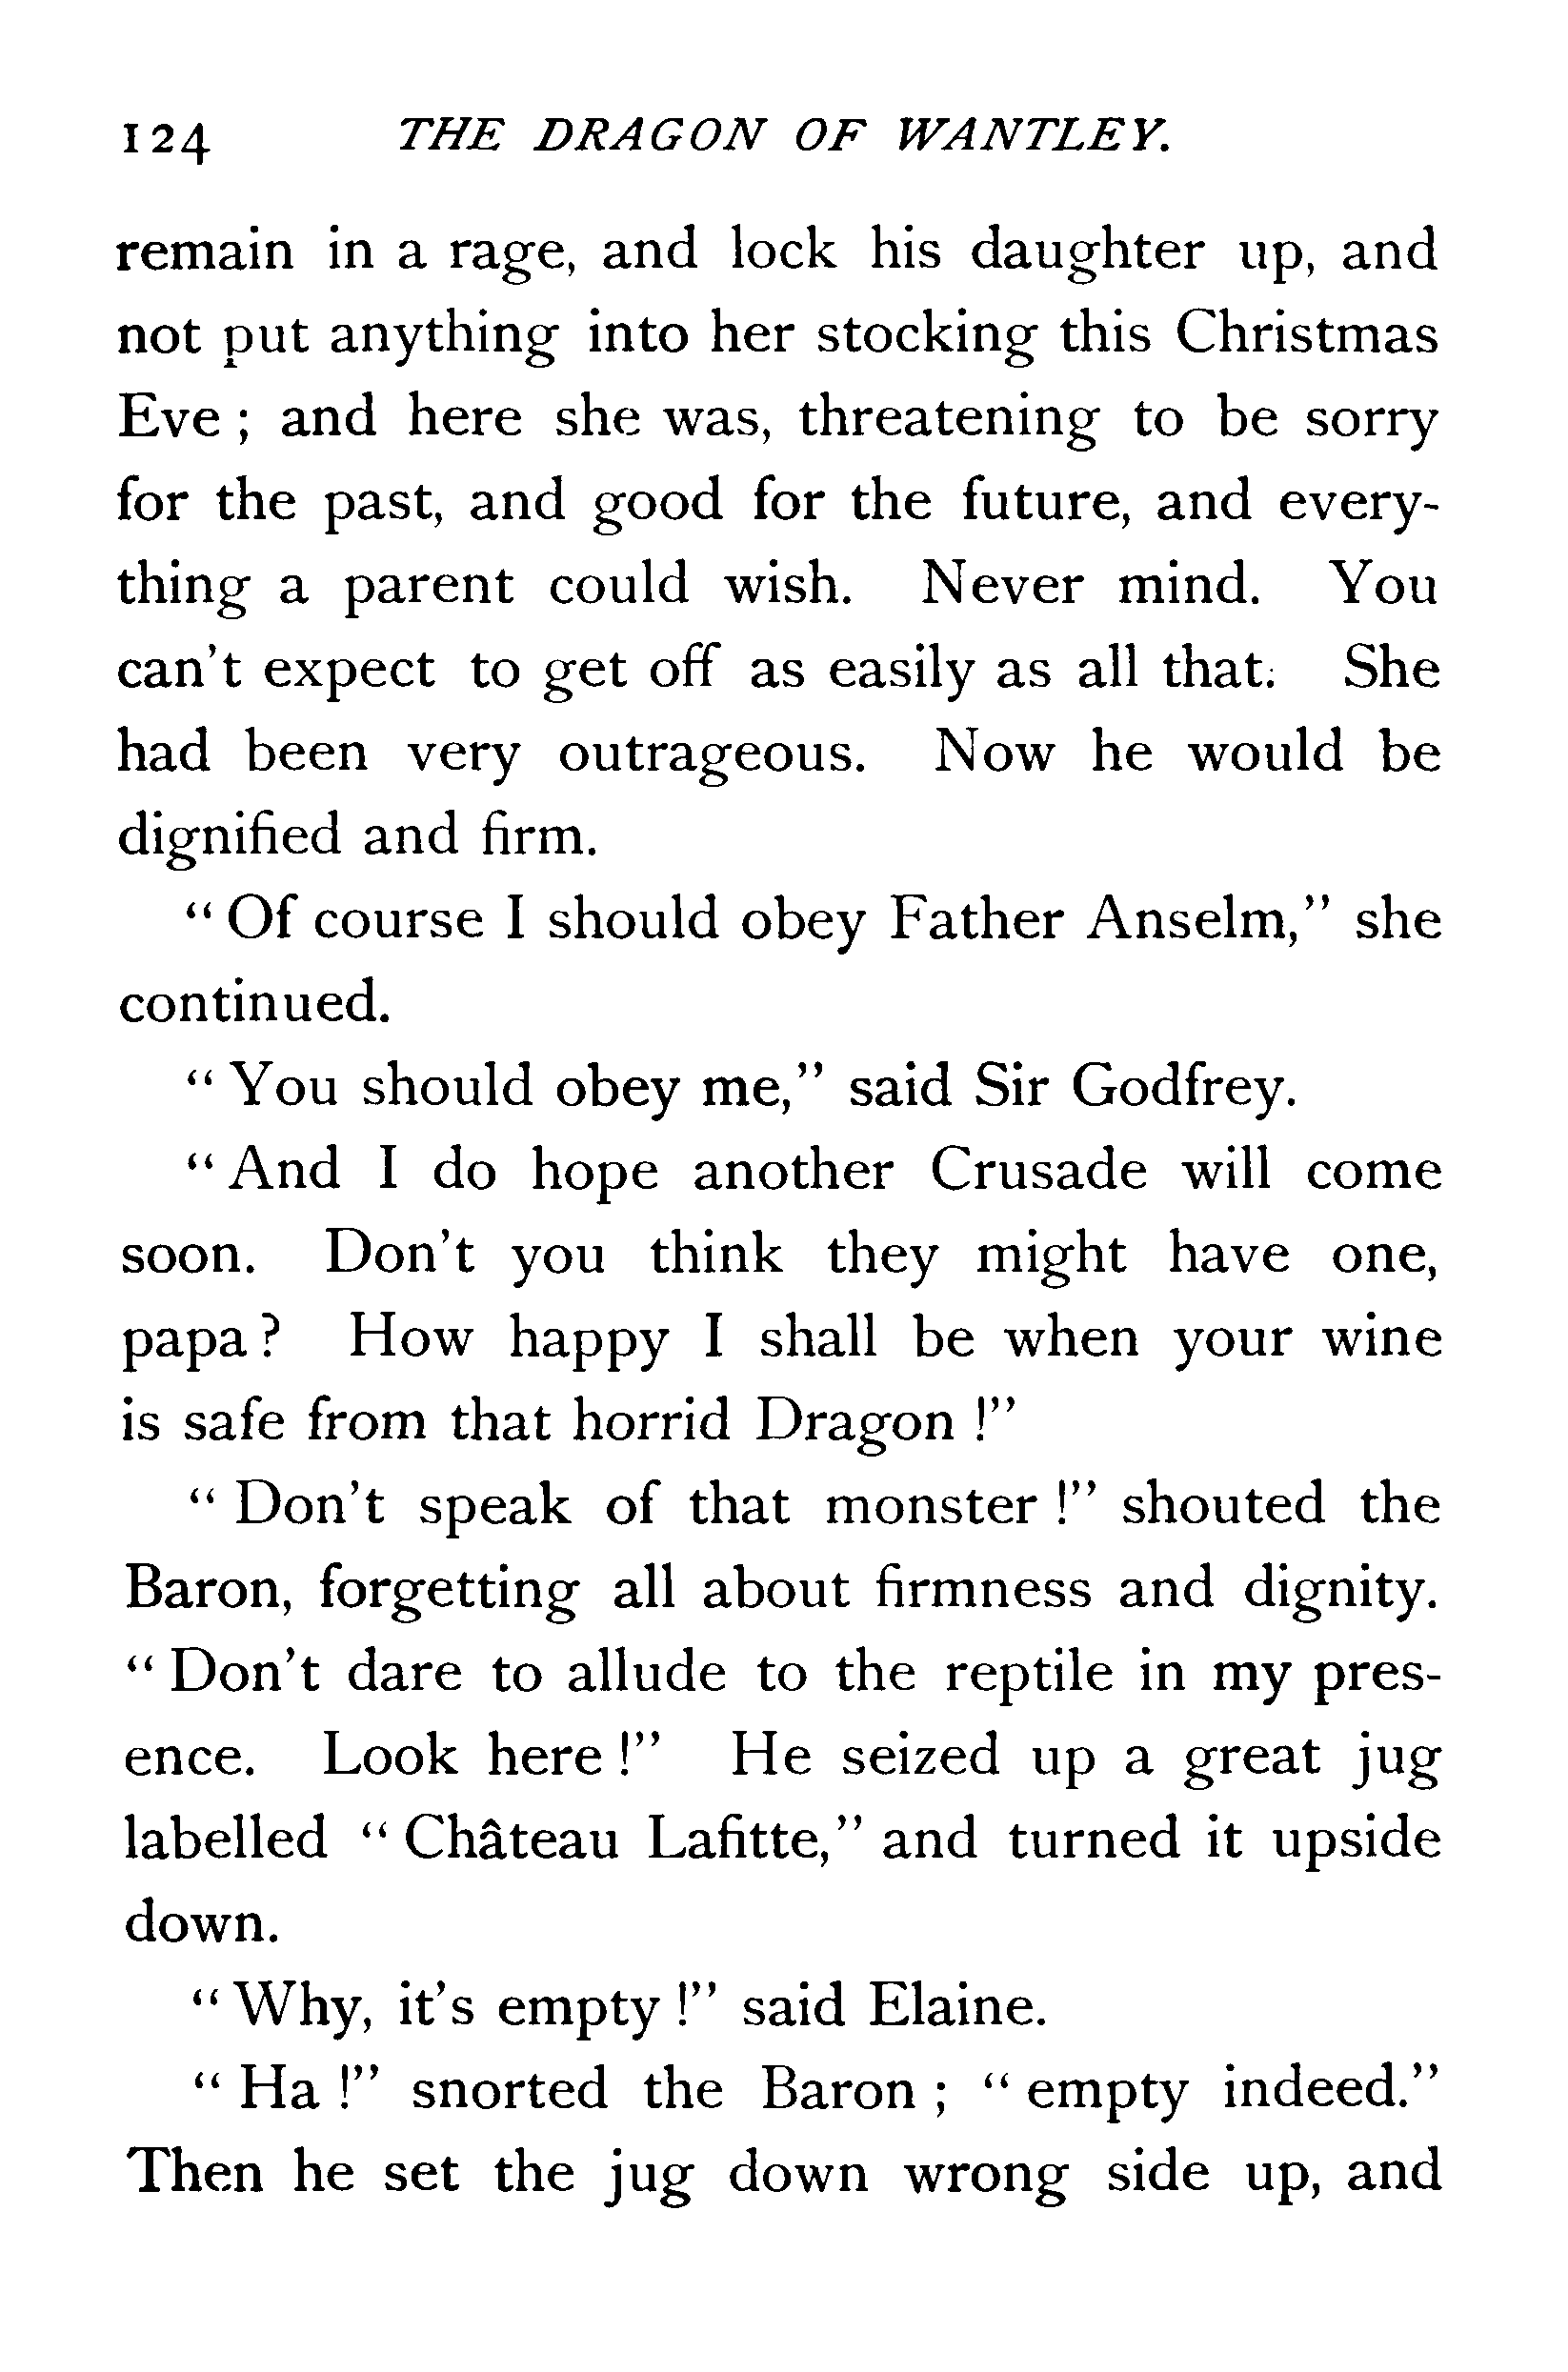 124 THE DRAGON OF WANTLEY.
remain in a rage, and lock his daughter up, and
not put anything into her stocking this Christmas
Eve ; and here she was, threatening to be sorry
for the past, and good for the future, and every-
thing a parent could wish. Never mind. You
can't expect to get off as easily as all that. She
had been very outrageous. Now he would be
dignified and firm.
“ Of course I should obey Father Anselm,” she
continued.
“ You should obey me,” said Sir Godfrey.
“ And I do hope another Crusade will come
soon. Don't you think they might have one,
papa ? How happy I shall be when your wine
is safe from that horrid Dragon !”
“ Don't speak of that monster !” shouted the
Baron, forgetting all about firmness and dignity.
“ Don't dare to allude to the reptile in my pres-
ence. Look here !” He seized up a great jug
labelled “ Château Lafitte,” and turned it upside
down.
“ Why, it's empty !” said Elaine.
“ Ha !” snorted the Baron ; “ empty indeed.”
Then he set the jug down wrong side up, and